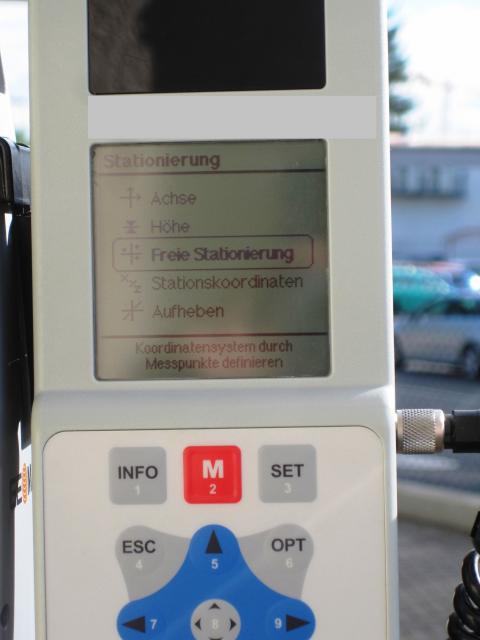 Stationierung
Achse
Höhe
Freie Stationierung
Stationskoordinaten
Aufheben
Koordinatensystem durch
Messpunkte definieren
INFO M SET
1 2 3
ESC OPT
4 5 6
7 8 9